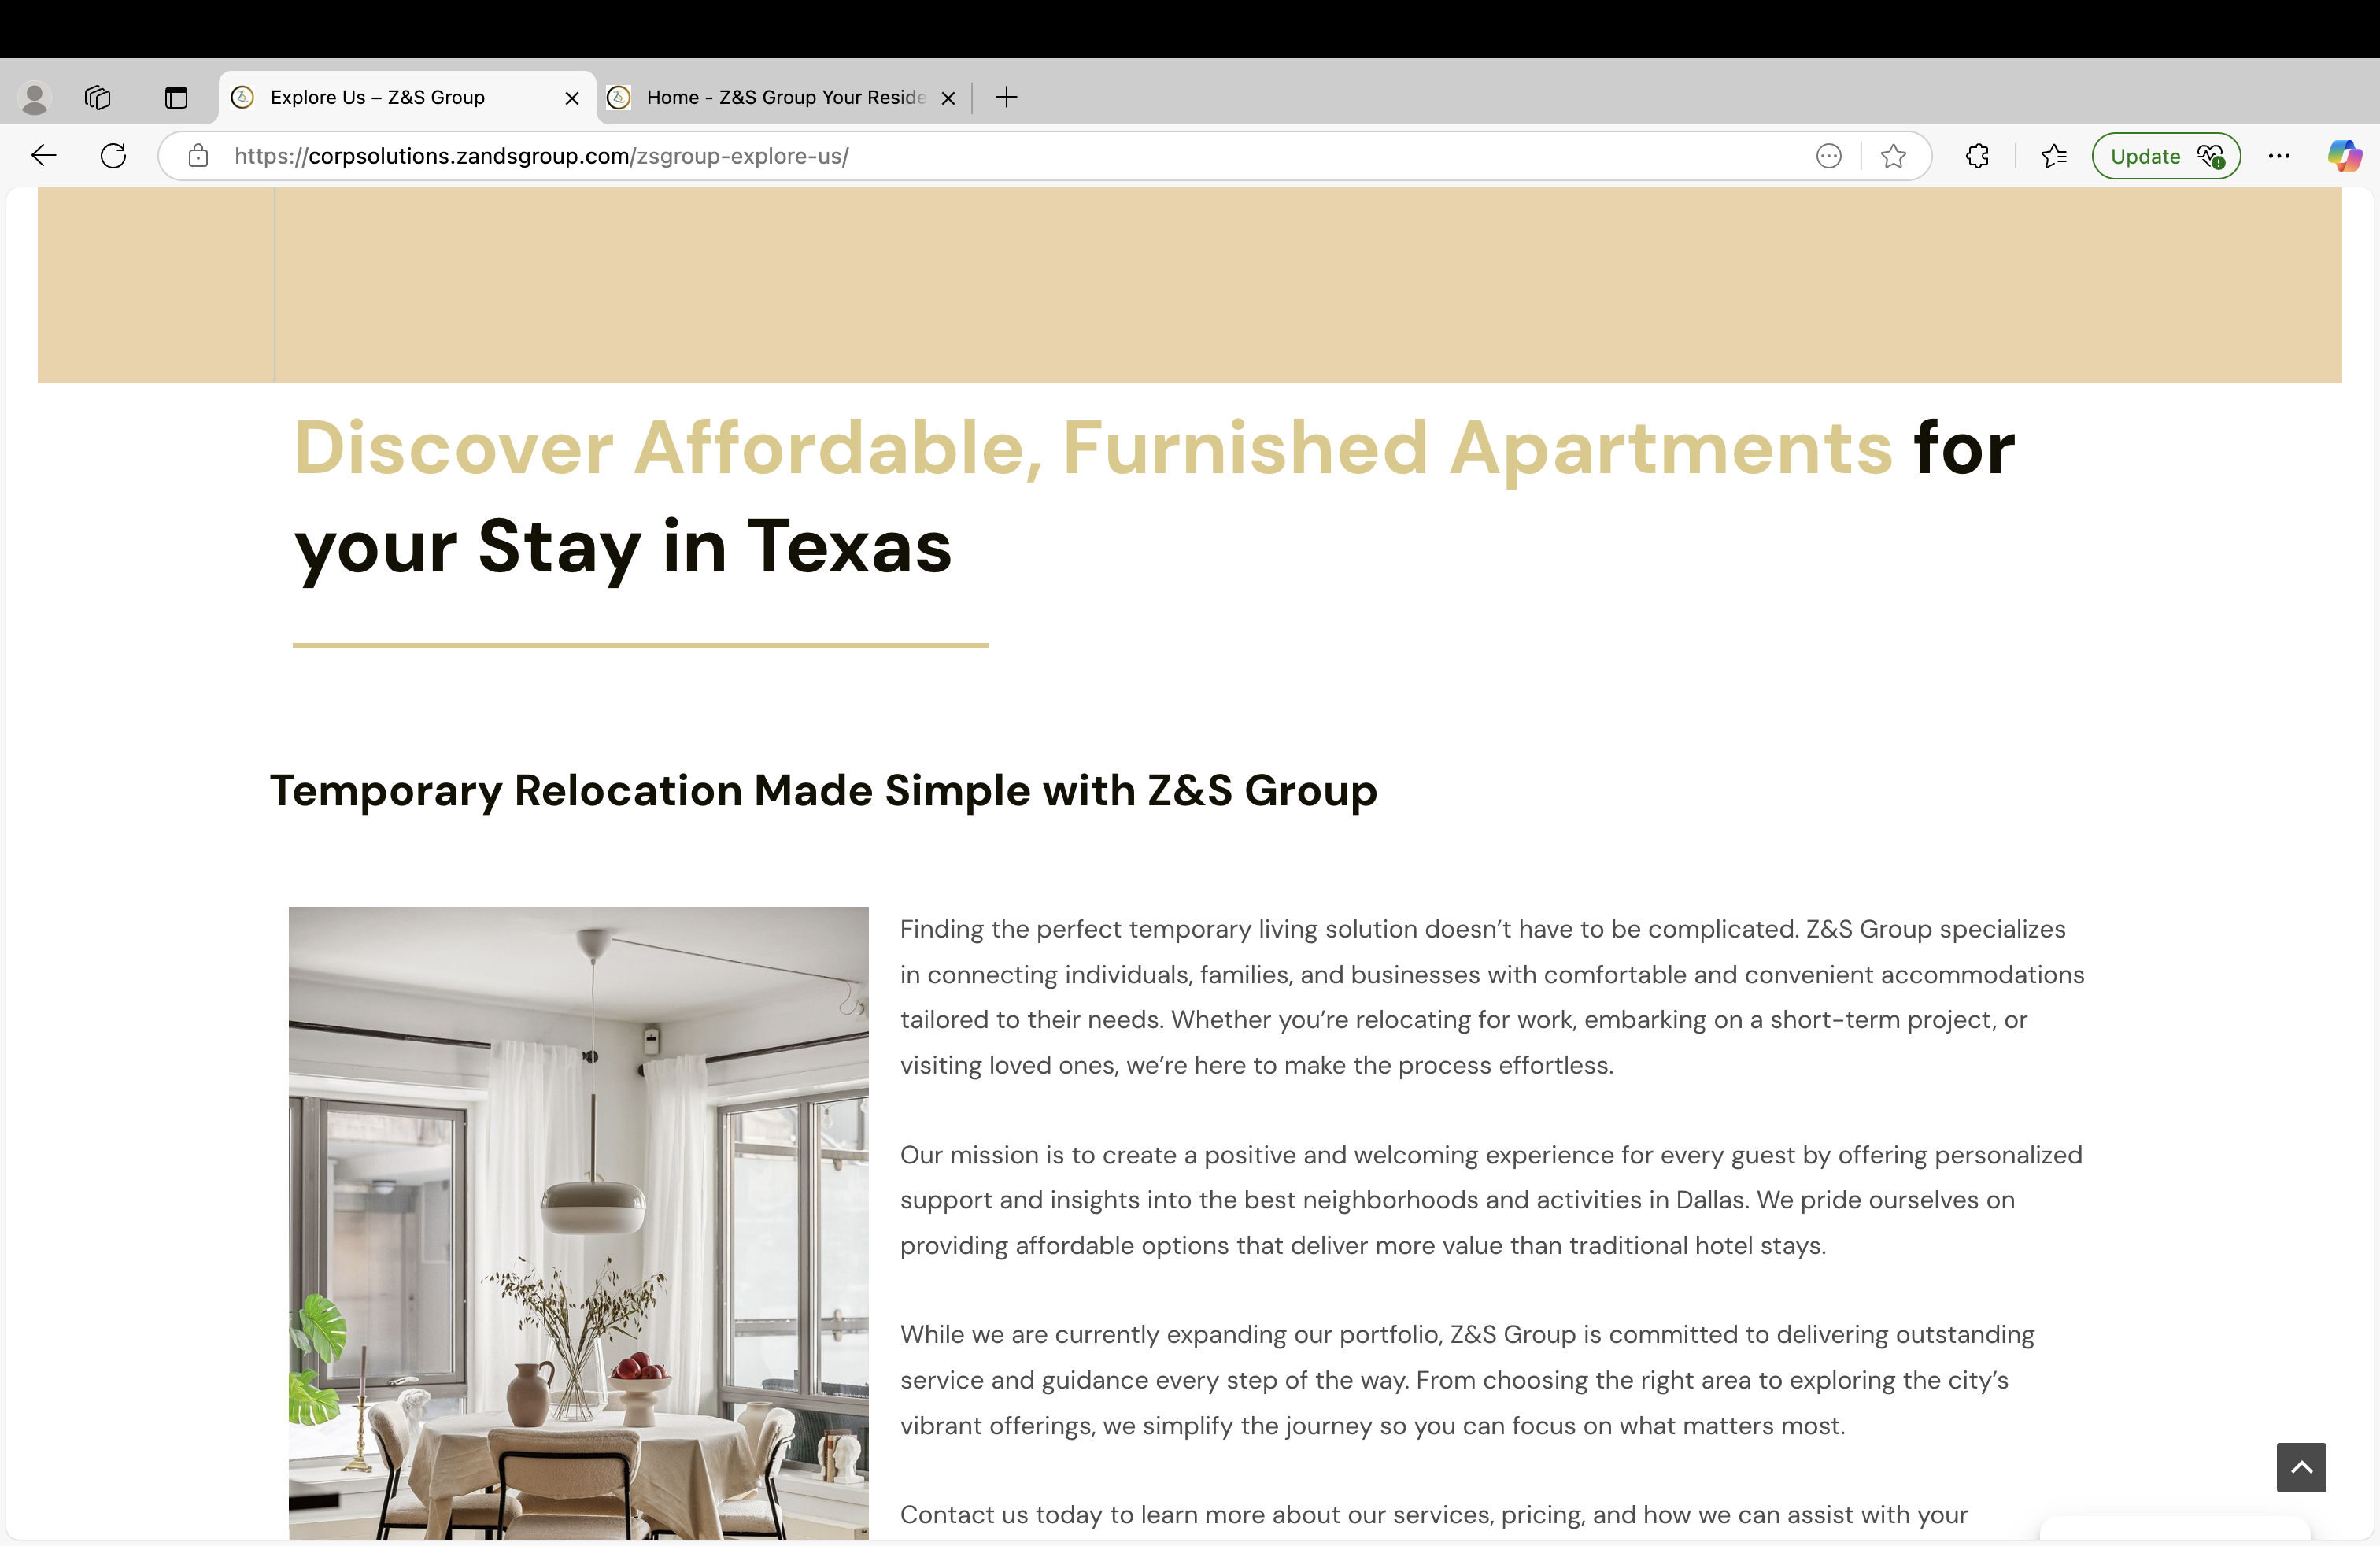 Explore Us – Z&S Group
Home - Z&S Group Your Reside
https://corpsolutions.zandsgroup.com/zsgroup-explore-us/
Update
Discover Affordable, Furnished Apartments for
your Stay in Texas
Temporary Relocation Made Simple with Z&S Group
Finding the perfect temporary living solution doesn’t have to be complicated. Z&S Group specializes
in connecting individuals, families, and businesses with comfortable and convenient accommodations
tailored to their needs. Whether you’re relocating for work, embarking on a short-term project, or
visiting loved ones, we’re here to make the process effortless.
Our mission is to create a positive and welcoming experience for every guest by offering personalized
support and insights into the best neighborhoods and activities in Dallas. We pride ourselves on
providing affordable options that deliver more value than traditional hotel stays.
While we are currently expanding our portfolio, Z&S Group is committed to delivering outstanding
service and guidance every step of the way. From choosing the right area to exploring the city’s
vibrant offerings, we simplify the journey so you can focus on what matters most.
Contact us today to learn more about our services, pricing, and how we can assist with your